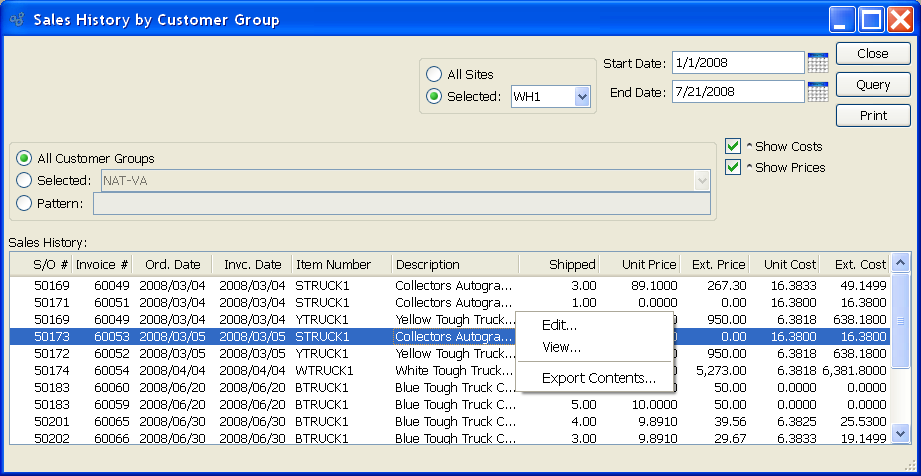 Sales History by Customer Group
All Sites
Selected: WH1
Start Date: 1/1/2008
End Date: 7/21/2008
Close
Query
Print
All Customer Groups
Selected: NAT-VA
Pattern:
^ Show Costs
^ Show Prices
Sales History:
S/O # Invoice # Ord. Date Invc. Date Item Number Description Shipped Unit Price Ext. Price Unit Cost Ext. Cost
50169 60049 2008/03/04 2008/03/04 STRUCK1 Collectors Autogra... 3.00 89.1000 267.30 16.3833 49.1499
50171 60051 2008/03/04 2008/03/04 STRUCK1 Collectors Autogra... 1.00 0.0000 0.00 16.3800 16.3800
50169 60049 2008/03/04 2008/03/04 YTRUCK1 Yellow Tough Truck... 950.00 6.3818 638.1800
50173 60053 2008/03/05 2008/03/05 STRUCK1 Collectors Autogra... 0.00 16.3800 16.3800
50172 60052 2008/03/05 2008/03/05 YTRUCK1 Yellow Tough Truck... 950.00 6.3818 638.1800
50174 60054 2008/03/05 2008/03/05 WTRUCK1 White Tough Truck... 5,273.00 6.3818 6,381.8000
50183 60060 2008/06/20 2008/06/20 BTRUCK1 Blue Tough Truck C... 50.00 0.0000 0.0000
50183 60059 2008/06/20 2008/06/20 BTRUCK1 Blue Tough Truck C... 5.00 10.0000 50.00 0.0000 0.0000
50201 60065 2008/06/30 2008/06/30 BTRUCK1 Blue Tough Truck C... 4.00 9.8910 39.56 6.3825 25.5300
50202 60066 2008/06/30 2008/06/30 BTRUCK1 Blue Tough Truck C... 3.00 9.8910 29.67 6.3833 19.1499
Edit...
View...
Export Contents...